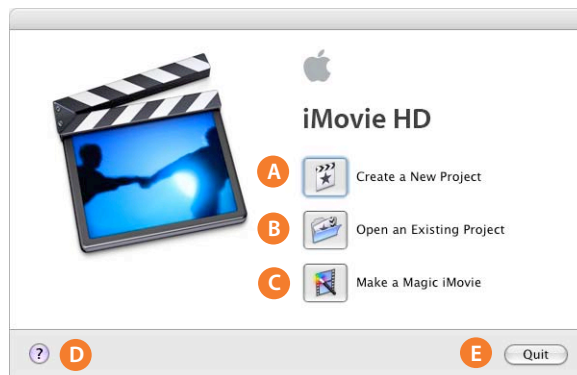 iMovie HD
A Create a New Project
B Open an Existing Project
C Make a Magic iMovie
? D E Quit